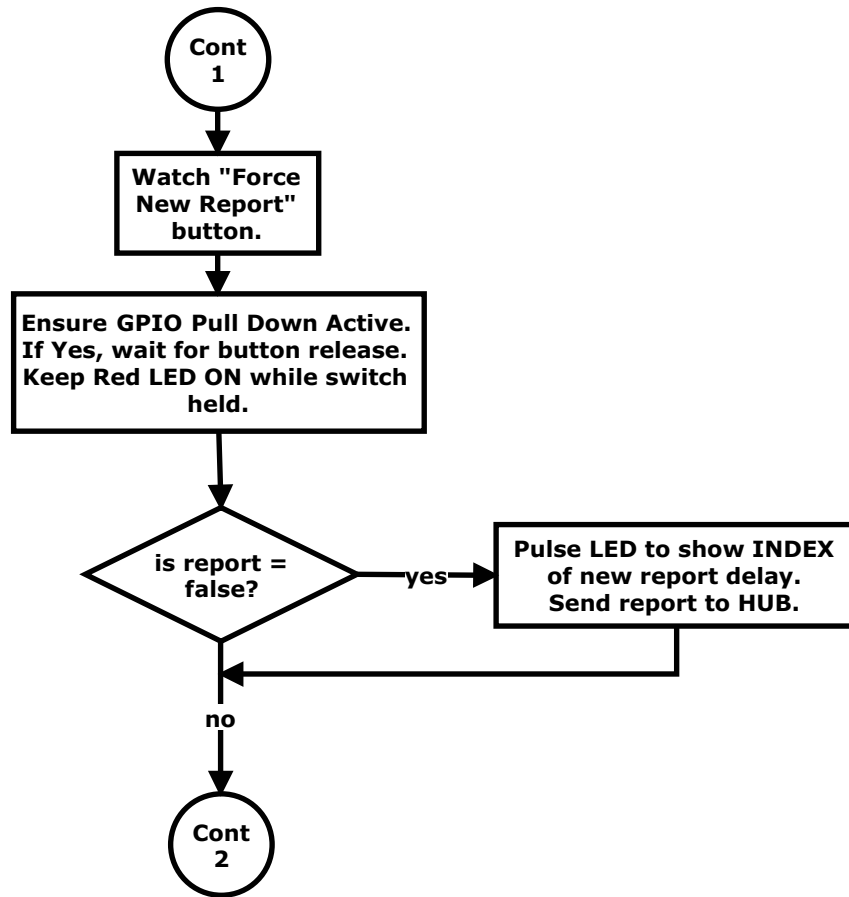 Cont
1
Watch "Force
New Report"
button.
Ensure GPIO Pull Down Active.
If Yes, wait for button release.
Keep Red LED ON while switch
held.
is report =
false?
yes
Pulse LED to show INDEX
of new report delay.
Send report to HUB.
no
Cont
2